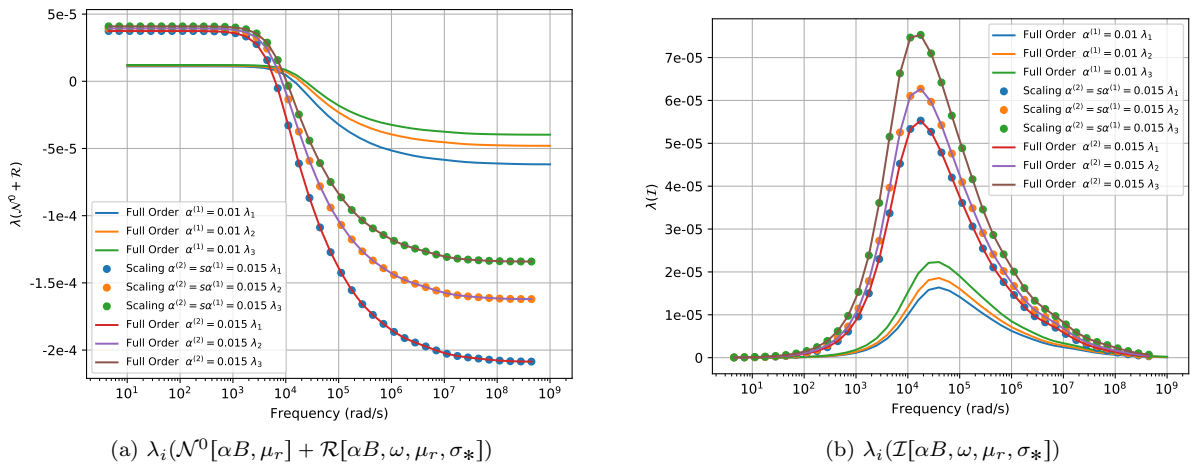 5e-5
0
-5e-5
-1e-4
-1.5e-4
-2e-4
λ(𝒩⁰ + ℛ)
Full Order α⁽¹⁾ = 0.01 λ₁
Full Order α⁽¹⁾ = 0.01 λ₂
Full Order α⁽¹⁾ = 0.01 λ₃
Scaling α⁽²⁾ = sα⁽¹⁾ = 0.015 λ₁
Scaling α⁽²⁾ = sα⁽¹⁾ = 0.015 λ₂
Scaling α⁽²⁾ = sα⁽¹⁾ = 0.015 λ₃
Full Order α⁽²⁾ = 0.015 λ₁
Full Order α⁽²⁾ = 0.015 λ₂
Full Order α⁽²⁾ = 0.015 λ₃
10¹ 10² 10³ 10⁴ 10⁵ 10⁶ 10⁷ 10⁸ 10⁹
Frequency (rad/s)
(a) λᵢ(𝒩⁰[αB, μᵣ] + ℛ[αB, ω, μᵣ, σ∗])
7e-05
6e-05
5e-05
4e-05
3e-05
2e-05
1e-05
0
λ(ℐ)
Full Order α⁽¹⁾ = 0.01 λ₁
Full Order α⁽¹⁾ = 0.01 λ₂
Full Order α⁽¹⁾ = 0.01 λ₃
Scaling α⁽²⁾ = sα⁽¹⁾ = 0.015 λ₁
Scaling α⁽²⁾ = sα⁽¹⁾ = 0.015 λ₂
Scaling α⁽²⁾ = sα⁽¹⁾ = 0.015 λ₃
Full Order α⁽²⁾ = 0.015 λ₁
Full Order α⁽²⁾ = 0.015 λ₂
Full Order α⁽²⁾ = 0.015 λ₃
10¹ 10² 10³ 10⁴ 10⁵ 10⁶ 10⁷ 10⁸ 10⁹
Frequency (rad/s)
(b) λᵢ(ℐ[αB, ω, μᵣ, σ∗])